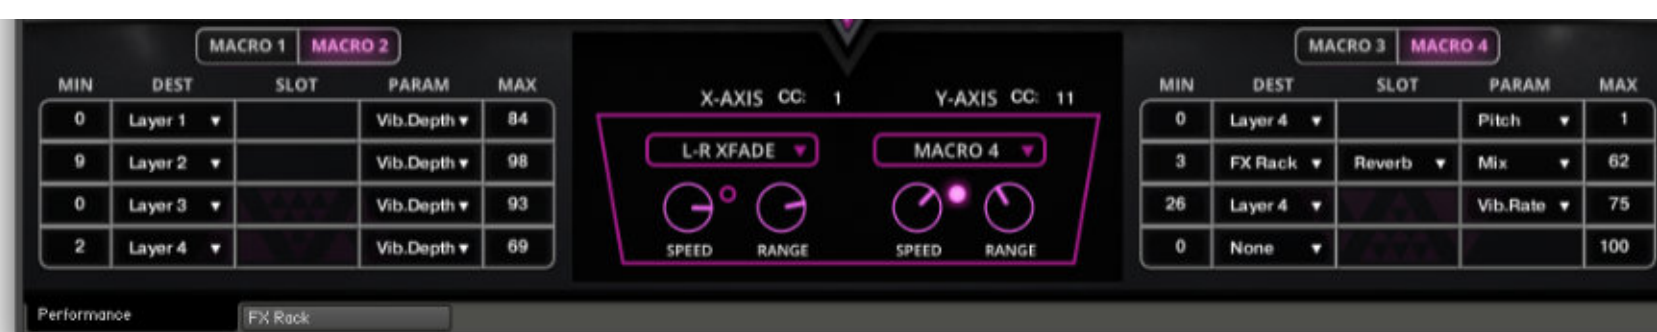 MACRO 1 MACRO 2
MIN DEST SLOT PARAM MAX
0 Layer 1 Vib.Depth 84
9 Layer 2 Vib.Depth 98
0 Layer 3 Vib.Depth 93
2 Layer 4 Vib.Depth 69
X-AXIS CC: 1 Y-AXIS CC: 11
L-R XFADE MACRO 4
SPEED RANGE SPEED RANGE
MACRO 3 MACRO 4
MIN DEST SLOT PARAM MAX
0 Layer 4 Pitch 1
3 FX Rack Reverb Mix 62
26 Layer 4 Vib.Rate 75
0 None 100
Performance FX Rack